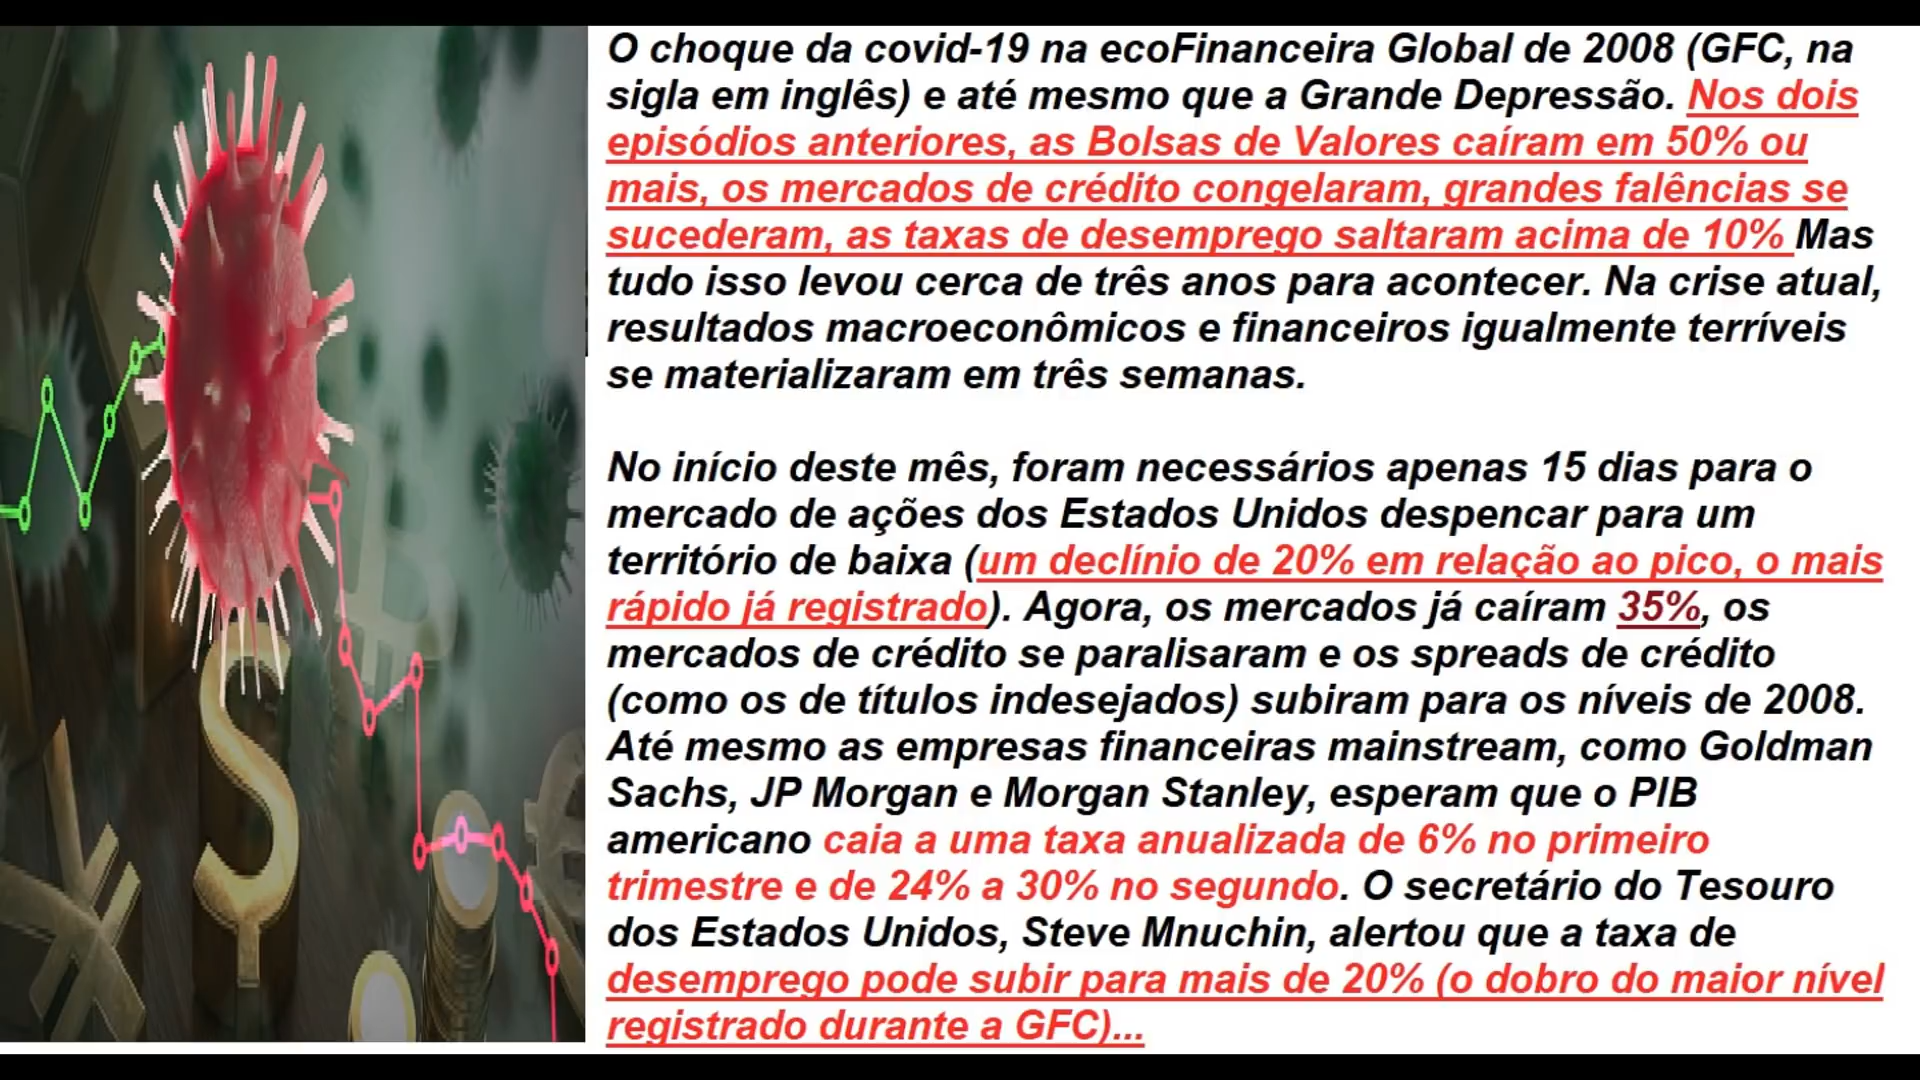 O choque da covid-19 na ecoFinanceira Global de 2008 (GFC, na
sigla em inglês) e até mesmo que a Grande Depressão. Nos dois
episódios anteriores, as Bolsas de Valores caíram em 50% ou
mais, os mercados de crédito congelaram, grandes falências se
sucederam, as taxas de desemprego saltaram acima de 10% Mas
tudo isso levou cerca de três anos para acontecer. Na crise atual,
resultados macroeconômicos e financeiros igualmente terríveis
se materializaram em três semanas.
No início deste mês, foram necessários apenas 15 dias para o
mercado de ações dos Estados Unidos despencar para um
território de baixa (um declínio de 20% em relação ao pico, o mais
rápido já registrado). Agora, os mercados já caíram 35%, os
mercados de crédito se paralisaram e os spreads de crédito
(como os de títulos indesejados) subiram para os níveis de 2008.
Até mesmo as empresas financeiras mainstream, como Goldman
Sachs, JP Morgan e Morgan Stanley, esperam que o PIB
americano caia a uma taxa anualizada de 6% no primeiro
trimestre e de 24% a 30% no segundo. O secretário do Tesouro
dos Estados Unidos, Steve Mnuchin, alertou que a taxa de
desemprego pode subir para mais de 20% (o dobro do maior nível
registrado durante a GFC)...